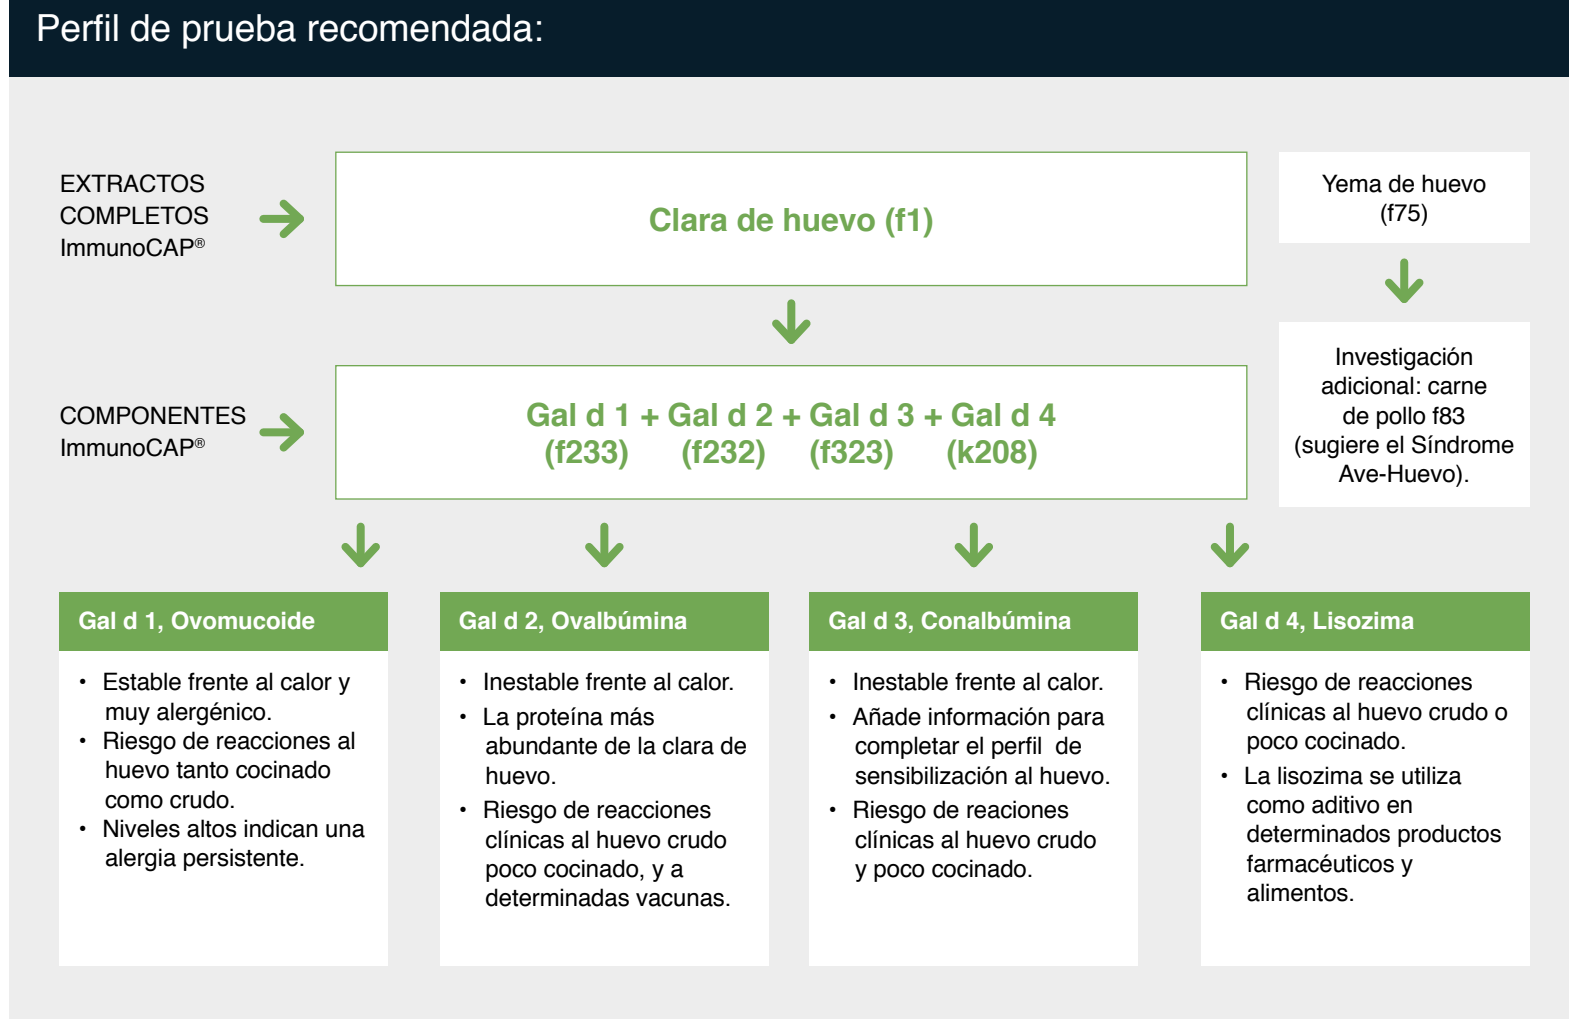 Perfil de prueba recomendada:
EXTRACTOS
COMPLETOS
ImmunoCAP®
Clara de huevo (f1)
Yema de huevo
(f75)
COMPONENTES
ImmunoCAP®
Gal d 1 + Gal d 2 + Gal d 3 + Gal d 4
(f233) (f232) (f323) (k208)
Investigación
adicional: carne
de pollo f83
(sugiere el Síndrome
Ave-Huevo).
Gal d 1, Ovomucoide
• Estable frente al calor y
muy alergénico.
• Riesgo de reacciones al
huevo tanto cocinado
como crudo.
• Niveles altos indican una
alergia persistente.
Gal d 2, Ovalbúmina
• Inestable frente al calor.
• La proteína más
abundante de la clara de
huevo.
• Riesgo de reacciones
clínicas al huevo crudo
poco cocinado, y a
determinadas vacunas.
Gal d 3, Conalbúmina
• Inestable frente al calor.
• Añade información para
completar el perfil de
sensibilización al huevo.
• Riesgo de reaciones
clínicas al huevo crudo
y poco cocinado.
Gal d 4, Lisozima
• Riesgo de reacciones
clínicas al huevo crudo o
poco cocinado.
• La lisozima se utiliza
como aditivo en
determinados productos
farmacéuticos y
alimentos.